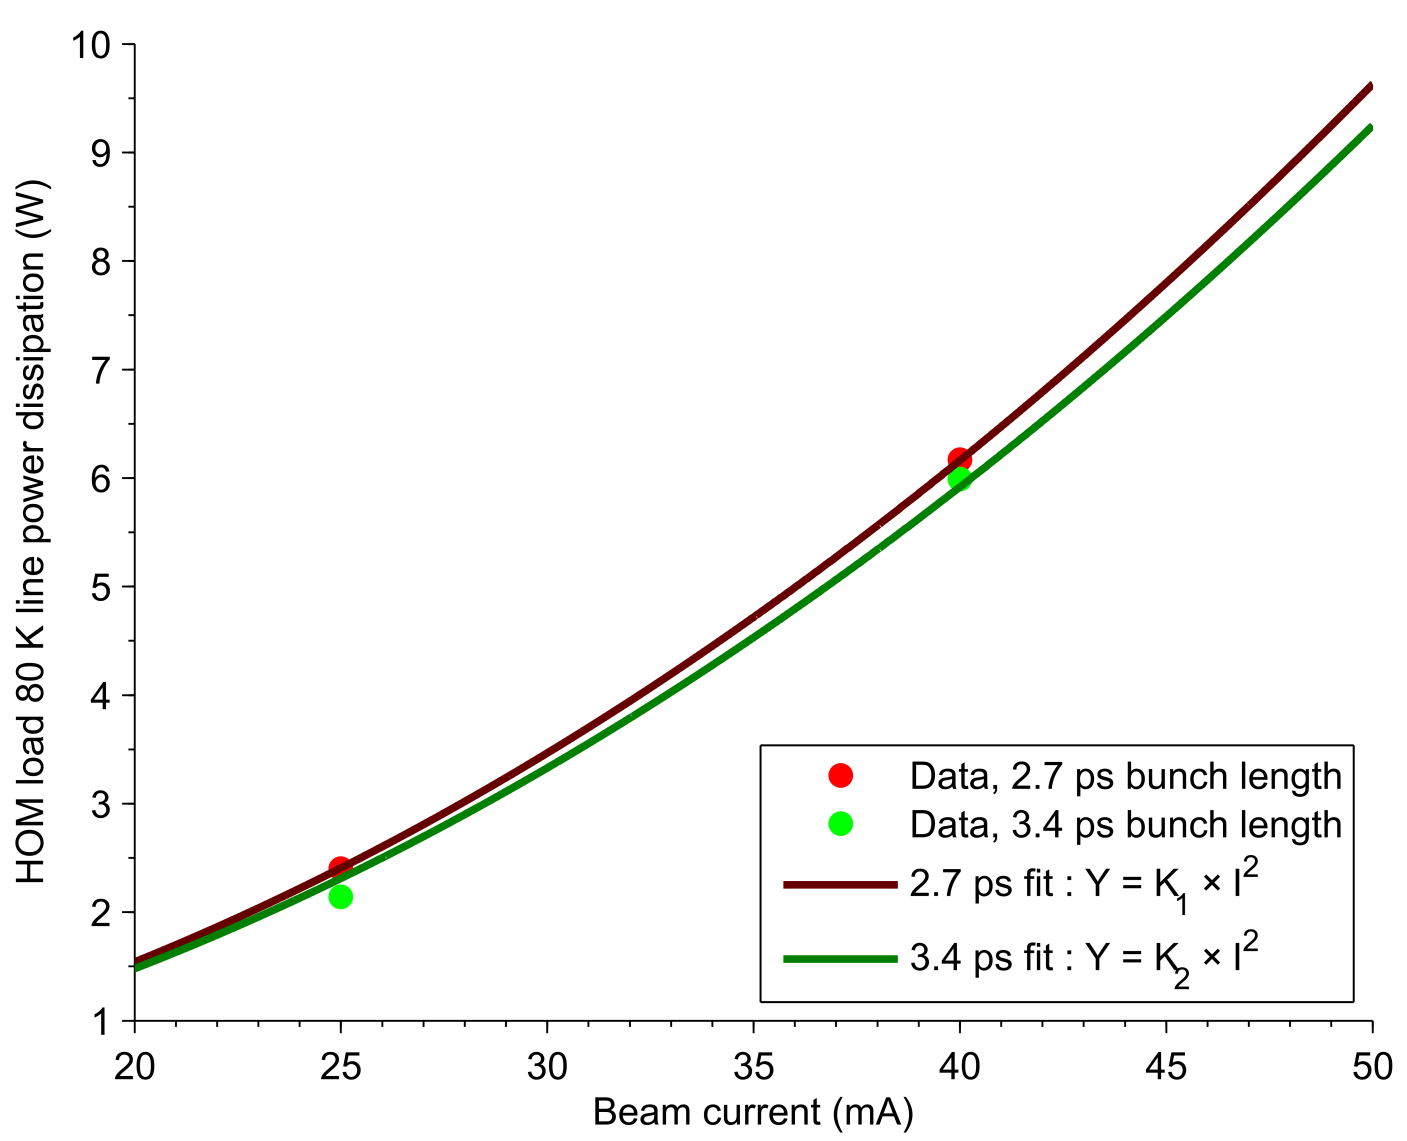 HOM load 80 K line power dissipation (W)
10
9
8
7
6
5
4
3
2
1
Data, 2.7 ps bunch length
Data, 3.4 ps bunch length
2.7 ps fit : Y = K₁ × I²
3.4 ps fit : Y = K₂ × I²
20 25 30 35 40 45 50
Beam current (mA)